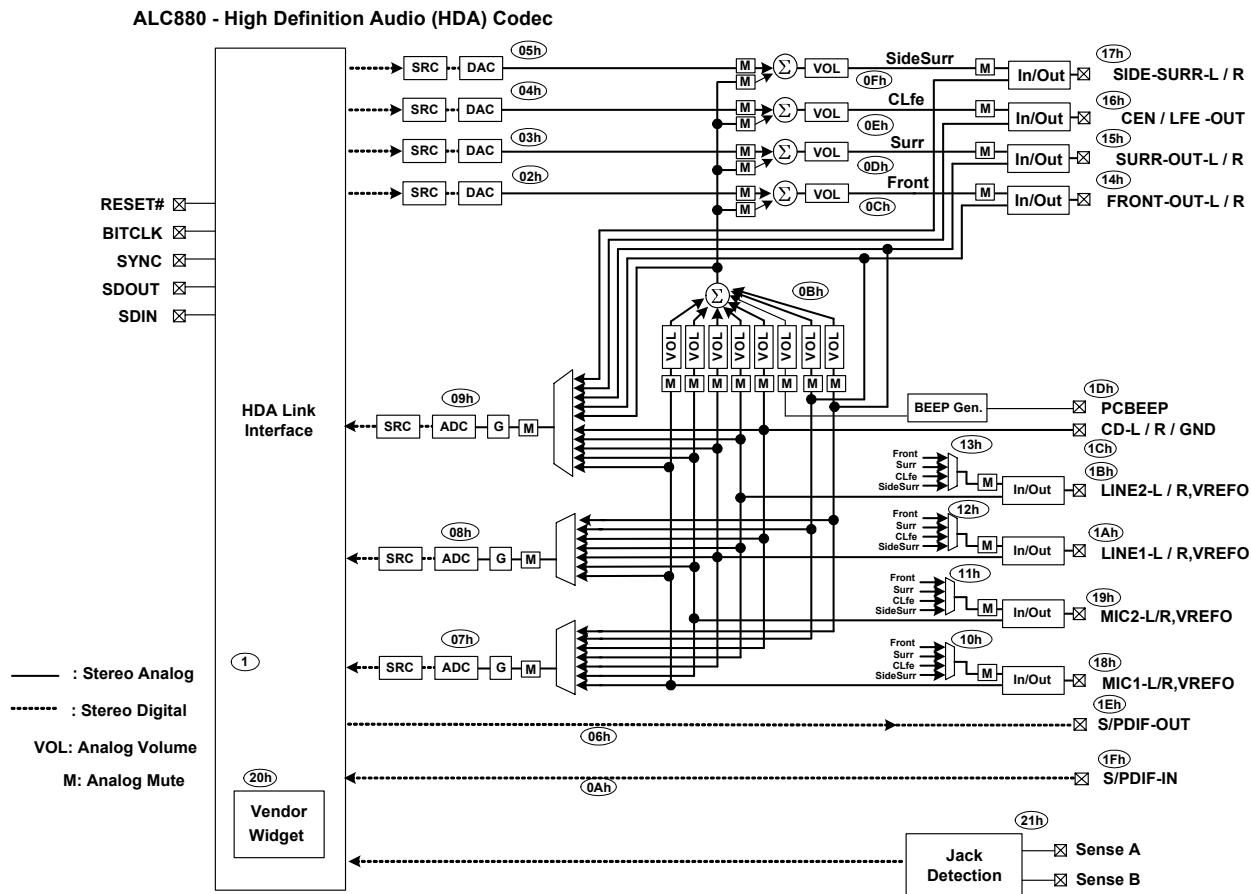 ALC880 - High Definition Audio (HDA) Codec
05h
SRC
DAC
M
M
Σ
VOL
0Fh
SideSurr
M
In/Out
17h
SIDE-SURR-L / R
04h
SRC
DAC
M
M
Σ
VOL
0Eh
CLfe
M
In/Out
16h
CEN / LFE -OUT
03h
SRC
DAC
M
M
Σ
VOL
0Dh
Surr
M
In/Out
15h
SURR-OUT-L / R
02h
SRC
DAC
M
M
Σ
VOL
0Ch
Front
M
In/Out
14h
FRONT-OUT-L / R
RESET#
BITCLK
SYNC
SDOUT
SDIN
Σ
0Bh
VOL
VOL
VOL
VOL
VOL
VOL
VOL
VOL
M
M
M
M
M
M
M
M
HDA Link
Interface
09h
SRC
ADC
G
M
BEEP Gen.
1Dh
PCBEEP
CD-L / R / GND
1Ch
Front
Surr
CLfe
SideSurr
13h
M
In/Out
1Bh
LINE2-L / R,VREFO
08h
SRC
ADC
G
M
Front
Surr
CLfe
SideSurr
12h
M
In/Out
1Ah
LINE1-L / R,VREFO
Front
Surr
CLfe
SideSurr
11h
M
In/Out
19h
MIC2-L/R,VREFO
07h
SRC
ADC
G
M
Front
Surr
CLfe
SideSurr
10h
M
In/Out
18h
MIC1-L/R,VREFO
1
: Stereo Analog
: Stereo Digital
VOL: Analog Volume
M: Analog Mute
06h
1Eh
S/PDIF-OUT
0Ah
1Fh
S/PDIF-IN
20h
Vendor
Widget
21h
Jack
Detection
Sense A
Sense B